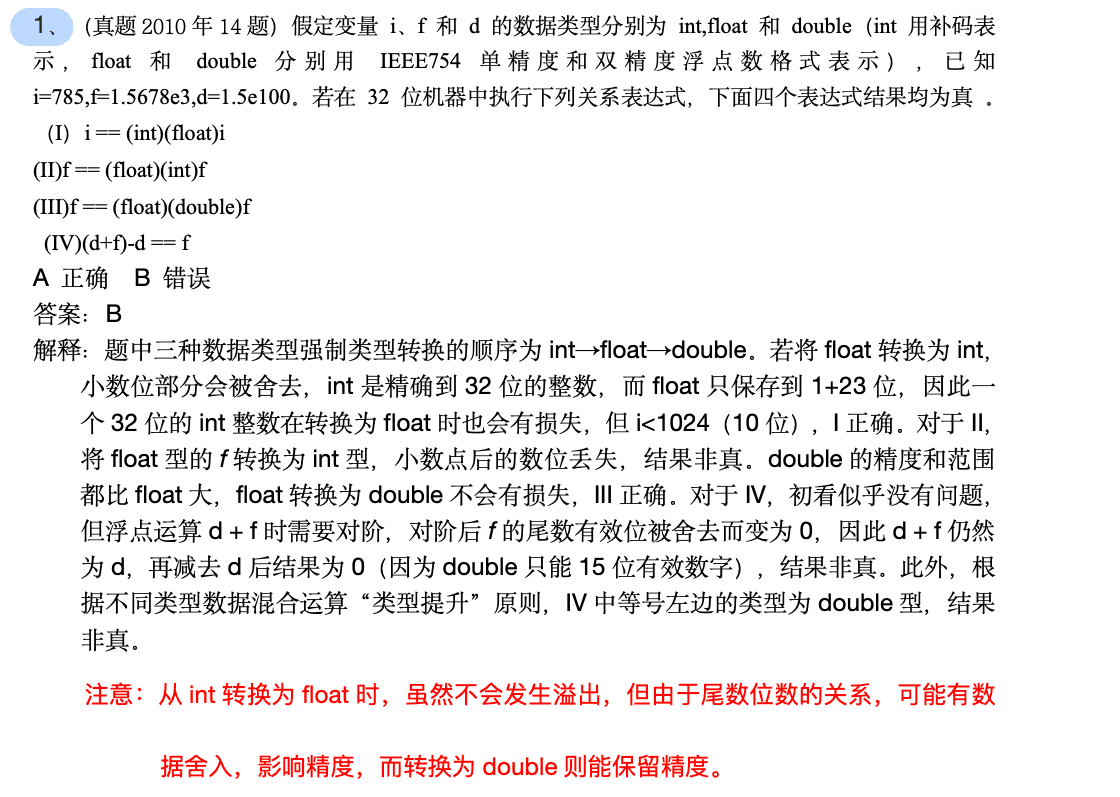 1、（真题 2010 年 14 题）假定变量 i、f 和 d 的数据类型分别为 int,float 和 double（int 用补码表
示，float 和 double 分别用 IEEE754 单精度和双精度浮点数格式表示），已知
i=785,f=1.5678e3,d=1.5e100。若在 32 位机器中执行下列关系表达式，下面四个表达式结果均为真 。
（I）i == (int)(float)i
(II)f == (float)(int)f
(III)f == (float)(double)f
(IV)(d+f)-d == f
A 正确 B 错误
答案：B
解释：题中三种数据类型强制类型转换的顺序为 int→float→double。若将 float 转换为 int，
小数位部分会被舍去，int 是精确到 32 位的整数，而 float 只保存到 1+23 位，因此一
个 32 位的 int 整数在转换为 float 时也会有损失，但 i<1024（10 位），I 正确。对于 II，
将 float 型的 f 转换为 int 型，小数点后的数位丢失，结果非真。double 的精度和范围
都比 float 大，float 转换为 double 不会有损失，III 正确。对于 IV，初看似乎没有问题，
但浮点运算 d + f 时需要对阶，对阶后 f 的尾数有效位被舍去而变为 0，因此 d + f 仍然
为 d，再减去 d 后结果为 0（因为 double 只能 15 位有效数字），结果非真。此外，根
据不同类型数据混合运算“类型提升”原则，IV 中等号左边的类型为 double 型，结果
非真。
注意：从 int 转换为 float 时，虽然不会发生溢出，但由于尾数位数的关系，可能有数
据舍入，影响精度，而转换为 double 则能保留精度。